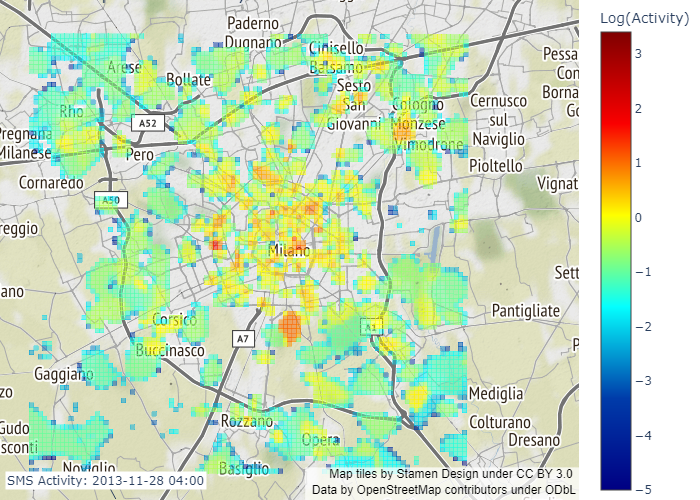 Log(Activity)
3
2
1
0
−1
−2
−3
−4
−5
Paderno
Dugnano
Cinisello
Balsamo
Arese
Bollate
Sesto
San
Giovanni
Cologno
Monzese
Vimodrone
Cernusco
sul
Naviglio
Pessa
Con
Borna
Go
Rho
A52
Pregnana
Milanese
Pero
Pioltello
Cornaredo
A50
Vignat
reggio
Milano
Sett
ano
Pantigliate
Corsico
A1
A7
P
Buccinasco
Gaggiano
zo
Mediglia
Gudo
sconti
Rozzano
Colturano
Opera
Dresano
Noviglio
Basiglio
SMS Activity: 2013-11-28 04:00
Map tiles by Stamen Design under CC BY 3.0
Data by OpenStreetMap contributors under ODbL